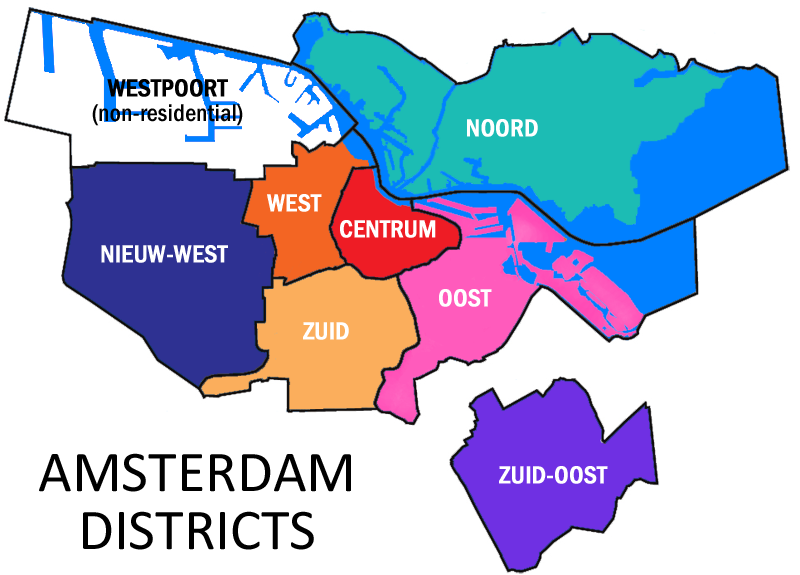 WESTPOORT
(non-residential)
NOORD
WEST
CENTRUM
NIEUW-WEST
OOST
ZUID
ZUID-OOST
AMSTERDAM
DISTRICTS